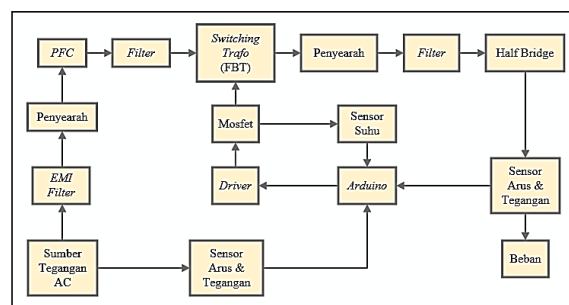 PFC
Filter
Switching
Trafo
(FBT)
Penyearah
Filter
Half Bridge
Penyearah
Mosfet
Sensor
Suhu
EMI
Filter
Driver
Arduino
Sensor
Arus &
Tegangan
Sumber
Tegangan
AC
Sensor
Arus &
Tegangan
Beban